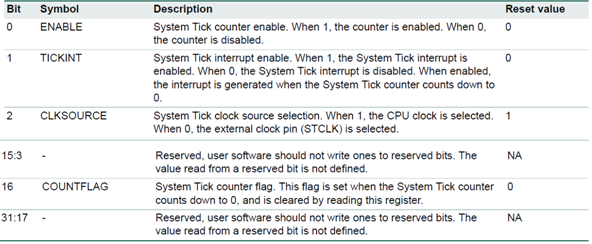 Bit Symbol Description Reset value
0 ENABLE System Tick counter enable. When 1, the counter is enabled. When 0, 0
the counter is disabled.
1 TICKINT System Tick interrupt enable. When 1, the System Tick interrupt is 0
enabled. When 0, the System Tick interrupt is disabled. When enabled,
the interrupt is generated when the System Tick counter counts down to
0.
2 CLKSOURCE System Tick clock source selection. When 1, the CPU clock is selected. 1
When 0, the external clock pin (STCLK) is selected.
15:3 - Reserved, user software should not write ones to reserved bits. The NA
value read from a reserved bit is not defined.
16 COUNTFLAG System Tick counter flag. This flag is set when the System Tick counter 0
counts down to 0, and is cleared by reading this register.
31:17 - Reserved, user software should not write ones to reserved bits. The NA
value read from a reserved bit is not defined.